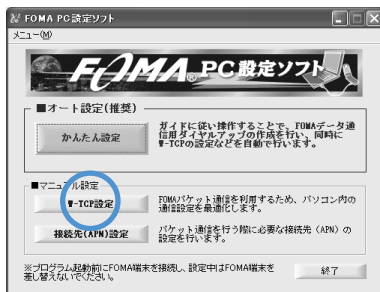 FOMA PC設定ソフト
メニュー(M)
FOMA® PC設定ソフト
■オート設定(推奨)
かんたん設定
ガイドに従い操作することで、FOMAデータ通
信用ダイヤルアップの作成を行い、同時に
W-TCPの設定などを自動で行います。
■マニュアル設定
W-TCP設定
FOMAパケット通信を利用するため、パソコン内の
通信設定を最適化します。
接続先(APN)設定
パケット通信を行う際に必要な接続先(APN)の
設定を行います。
※プログラム起動前にFOMA端末を接続し、設定中はFOMA端末を
差し替えないでください。
終了